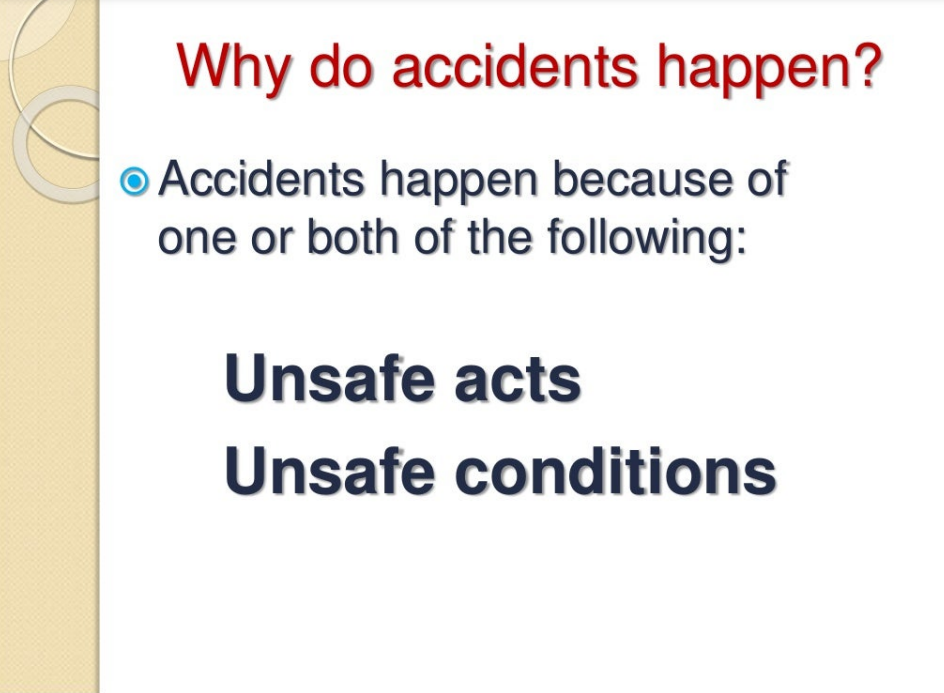 Why do accidents happen?
Accidents happen because of
one or both of the following:
Unsafe acts
Unsafe conditions